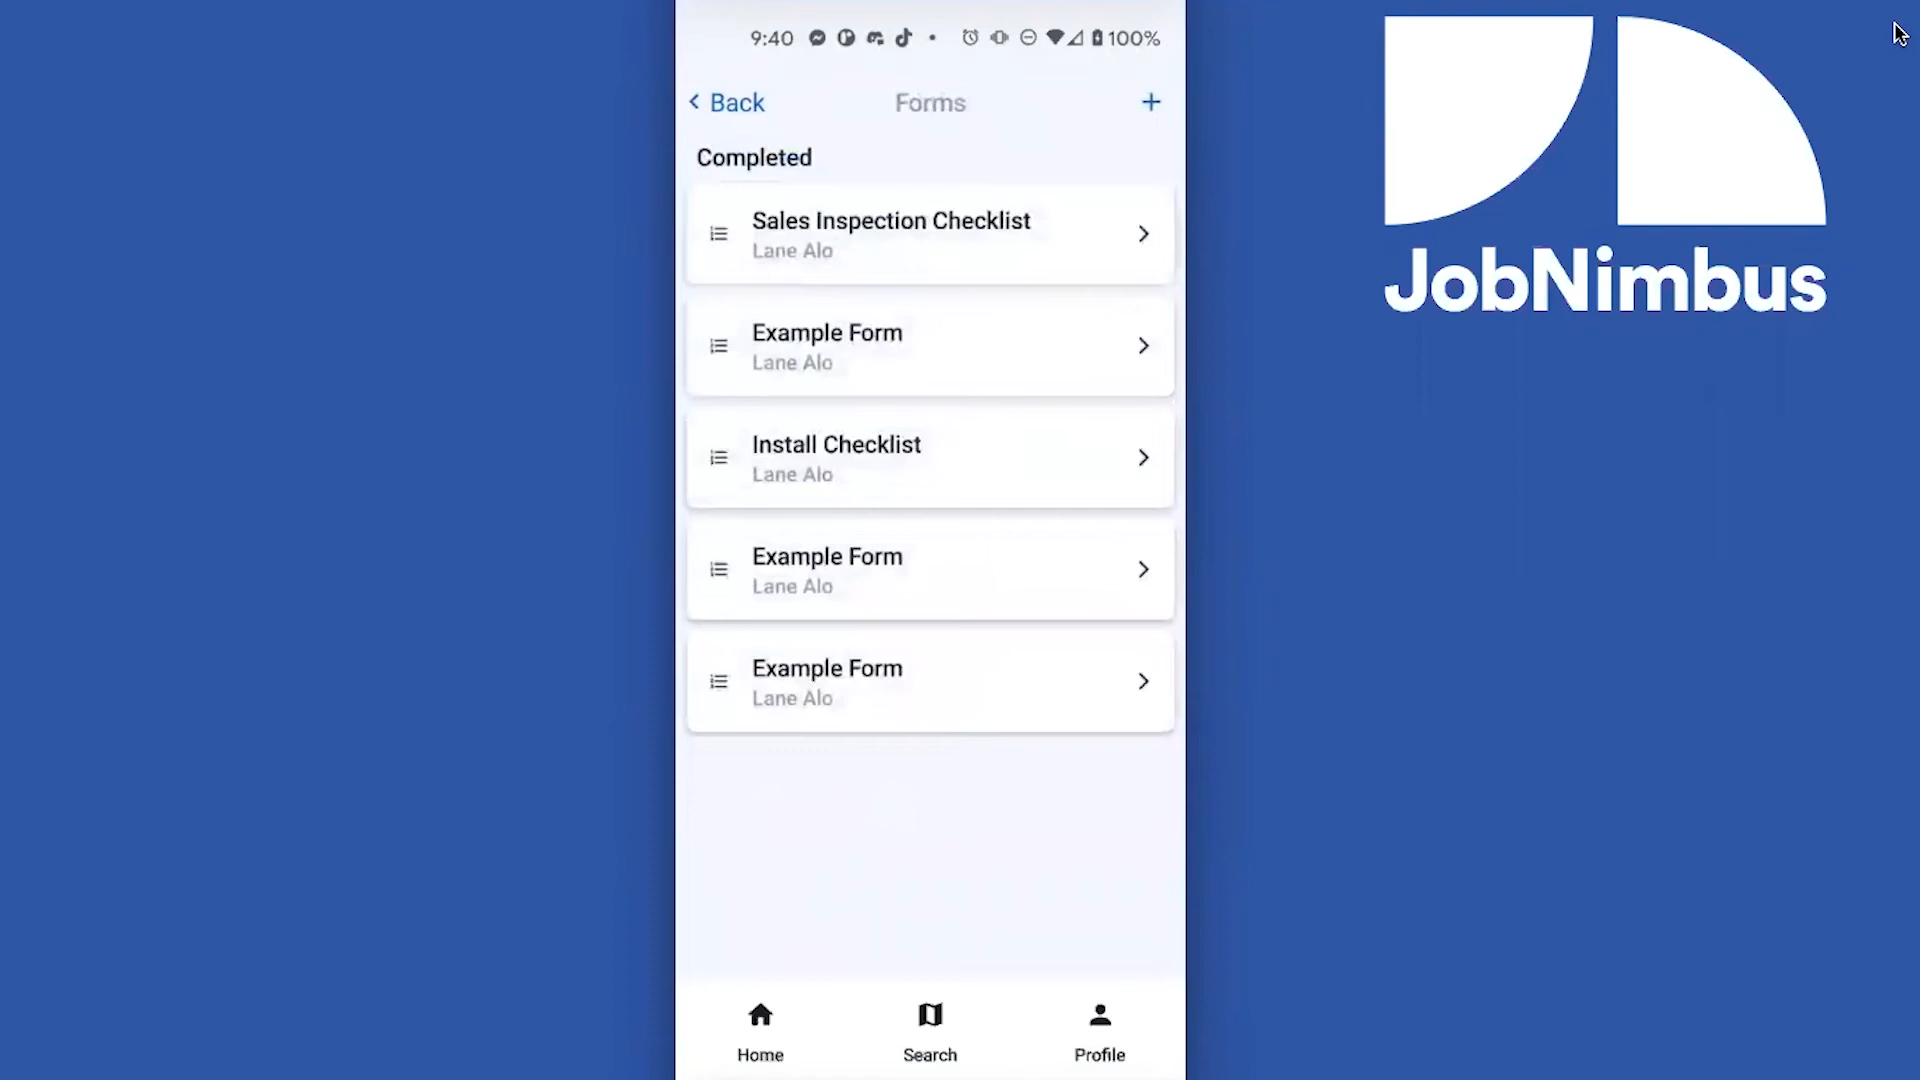 9:40
100%
Back
Forms
+
Completed
Sales Inspection Checklist
Lane Alo
Example Form
Lane Alo
Install Checklist
Lane Alo
Example Form
Lane Alo
Example Form
Lane Alo
Home
Search
Profile
JobNimbus